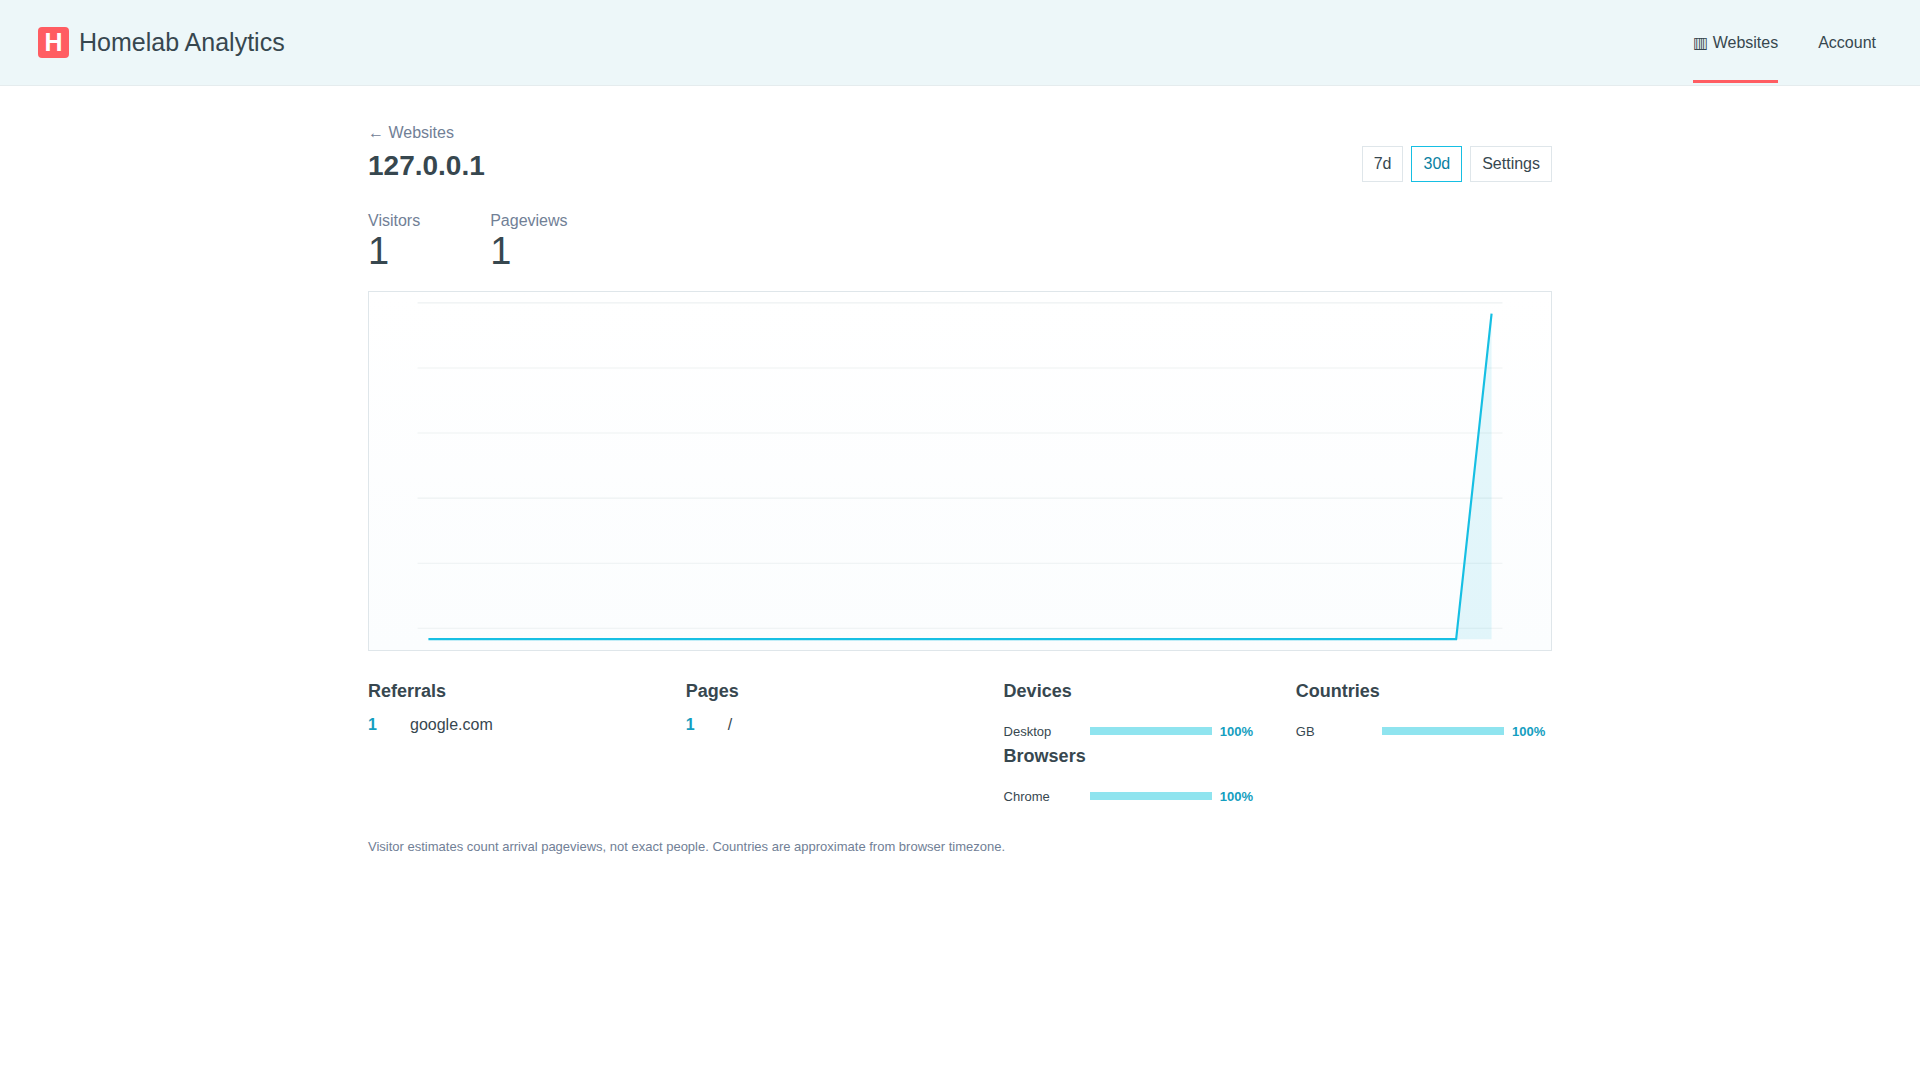 H Homelab Analytics
▥ Websites
Account
← Websites
127.0.0.1
7d
30d
Settings
Visitors
1
Pageviews
1
Referrals
1 google.com
Pages
1 /
Devices
Desktop 100%
Browsers
Chrome 100%
Countries
GB 100%
Visitor estimates count arrival pageviews, not exact people. Countries are approximate from browser timezone.